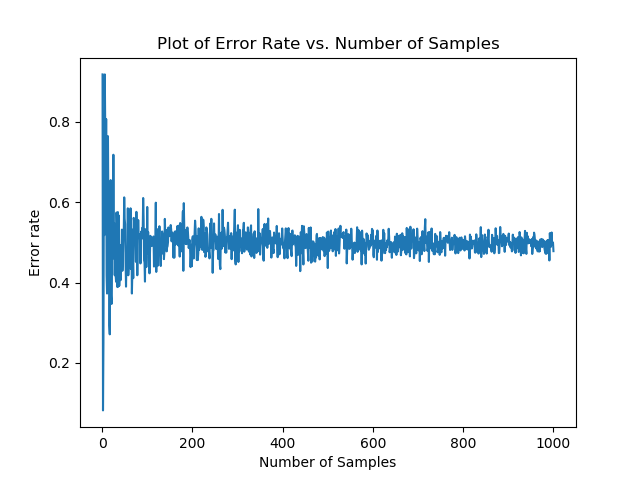 Plot of Error Rate vs. Number of Samples
Error rate
0.8
0.6
0.4
0.2
0 200 400 600 800 1000
Number of Samples